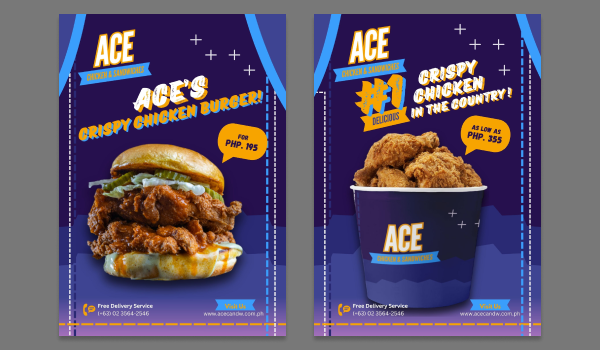 ACE
CHICKEN & SANDWICHES
ACE'S
CRISPY CHICKEN BURGER!
FOR
PHP. 195
Free Delivery Service
(+63) 02 3564-2546
Visit Us
www.acecandw.com.ph
ACE
CHICKEN & SANDWICHES
#1
DELICIOUS
CRISPY
CHICKEN
IN THE COUNTRY!
AS LOW AS
PHP. 355
ACE
CHICKEN & SANDWICHES
Free Delivery Service
(+63) 02 3564-2546
Visit Us
www.acecandw.com.ph